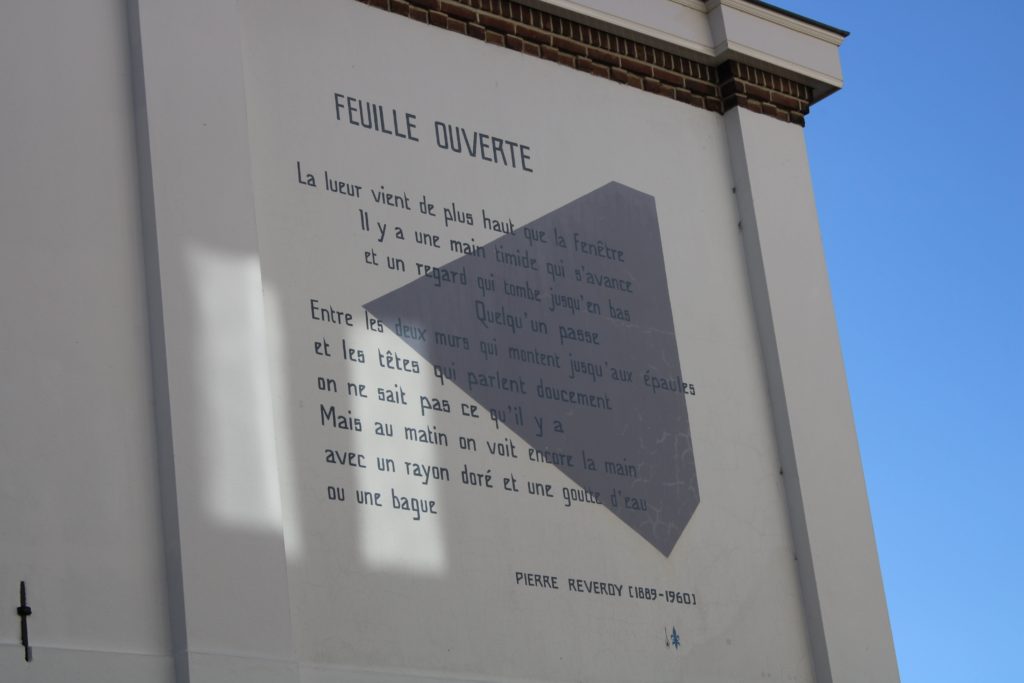 FEUILLE OUVERTE
La lueur vient de plus haut que la Fenêtre
Il y a une main timide qui s'avance
et un regard qui tombe jusqu'en bas
Quelqu'un passe
Entre les deux murs qui montent jusqu'aux épaules
et les têtes qui parlent doucement
on ne sait pas ce qu'il y a
Mais au matin on voit encore la main
avec un rayon doré et une goutte d'eau
ou une bague
PIERRE REVERDY [1889-1960]